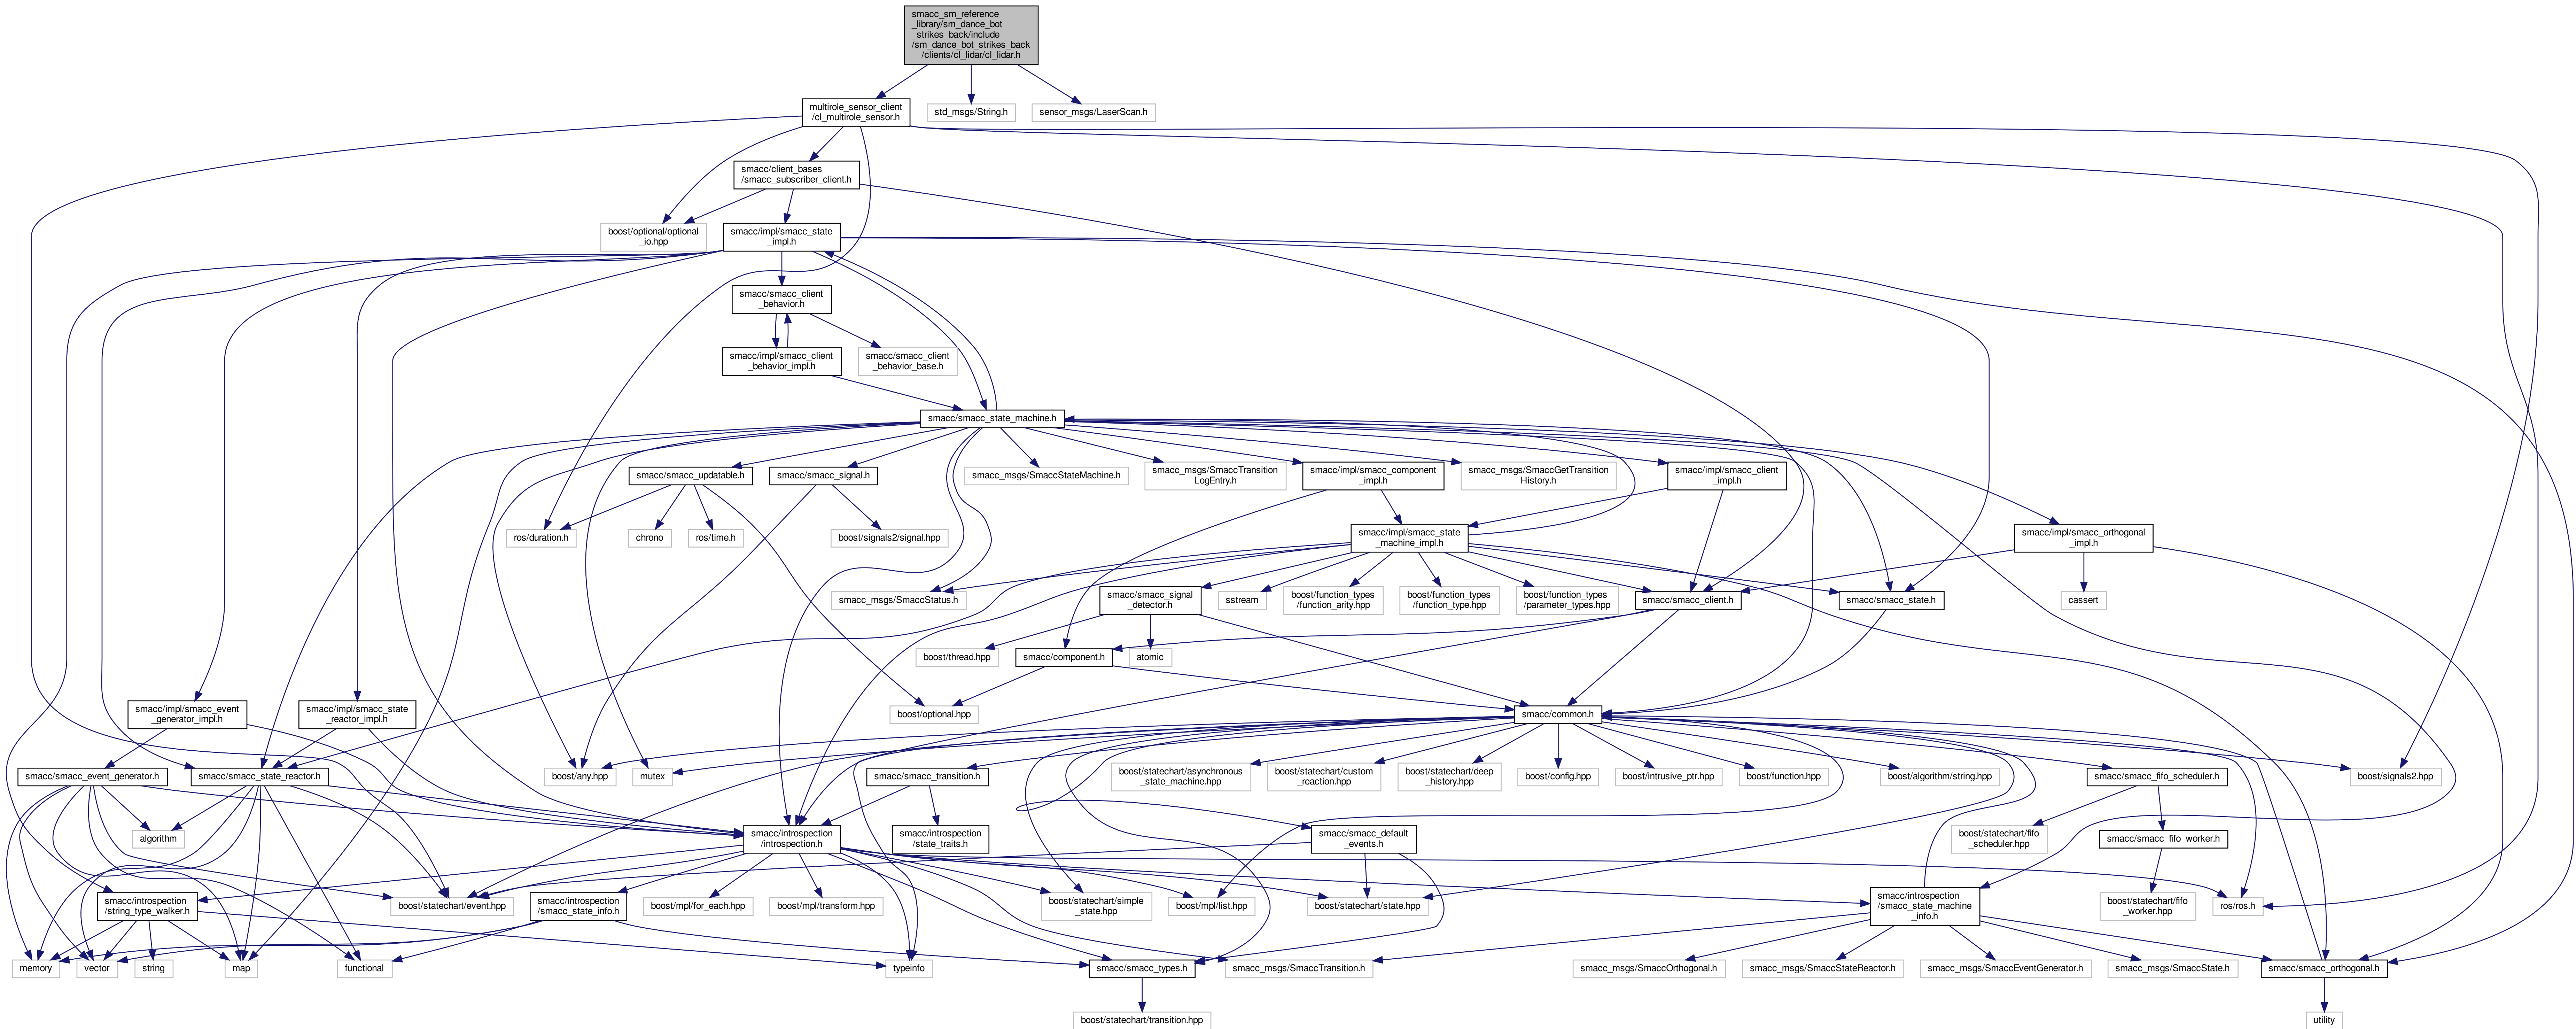 smacc_sm_reference
_library/sm_dance_bot
_strikes_back/include
/sm_dance_bot_strikes_back
/clients/cl_lidar/cl_lidar.h
multirole_sensor_client
/cl_multirole_sensor.h
std_msgs/String.h
sensor_msgs/LaserScan.h
smacc/client_bases
/smacc_subscriber_client.h
boost/optional/optional
_io.hpp
smacc/impl/smacc_state
_impl.h
smacc/smacc_client
_behavior.h
smacc/impl/smacc_client
_behavior_impl.h
smacc/smacc_client
_behavior_base.h
smacc/smacc_state_machine.h
smacc/smacc_updatable.h
smacc/smacc_signal.h
smacc_msgs/SmaccStateMachine.h
smacc_msgs/SmaccTransition
LogEntry.h
smacc/impl/smacc_component
_impl.h
smacc_msgs/SmaccGetTransition
History.h
smacc/impl/smacc_client
_impl.h
ros/duration.h
chrono
ros/time.h
boost/signals2/signal.hpp
smacc/impl/smacc_state
_machine_impl.h
smacc/impl/smacc_orthogonal
_impl.h
smacc_msgs/SmaccStatus.h
smacc/smacc_signal
_detector.h
sstream
boost/function_types
/function_arity.hpp
boost/function_types
/function_type.hpp
boost/function_types
/parameter_types.hpp
smacc/smacc_client.h
smacc/smacc_state.h
cassert
boost/thread.hpp
smacc/component.h
atomic
smacc/impl/smacc_event
_generator_impl.h
smacc/impl/smacc_state
_reactor_impl.h
boost/optional.hpp
smacc/common.h
smacc/smacc_event_generator.h
smacc/smacc_state_reactor.h
boost/any.hpp
mutex
smacc/smacc_transition.h
boost/statechart/asynchronous
_state_machine.hpp
boost/statechart/custom
_reaction.hpp
boost/statechart/deep
_history.hpp
boost/config.hpp
boost/intrusive_ptr.hpp
boost/function.hpp
boost/algorithm/string.hpp
smacc/smacc_fifo_scheduler.h
boost/signals2.hpp
algorithm
smacc/introspection
/introspection.h
smacc/introspection
/state_traits.h
smacc/smacc_default
_events.h
boost/statechart/fifo
_scheduler.hpp
smacc/smacc_fifo_worker.h
smacc/introspection
/string_type_walker.h
boost/statechart/event.hpp
smacc/introspection
/smacc_state_info.h
boost/mpl/for_each.hpp
boost/mpl/transform.hpp
boost/statechart/simple
_state.hpp
boost/mpl/list.hpp
boost/statechart/state.hpp
smacc/introspection
/smacc_state_machine
_info.h
boost/statechart/fifo
_worker.hpp
ros/ros.h
memory
vector
string
map
functional
typeinfo
smacc/smacc_types.h
smacc_msgs/SmaccTransition.h
smacc_msgs/SmaccOrthogonal.h
smacc_msgs/SmaccStateReactor.h
smacc_msgs/SmaccEventGenerator.h
smacc_msgs/SmaccState.h
smacc/smacc_orthogonal.h
boost/statechart/transition.hpp
utility